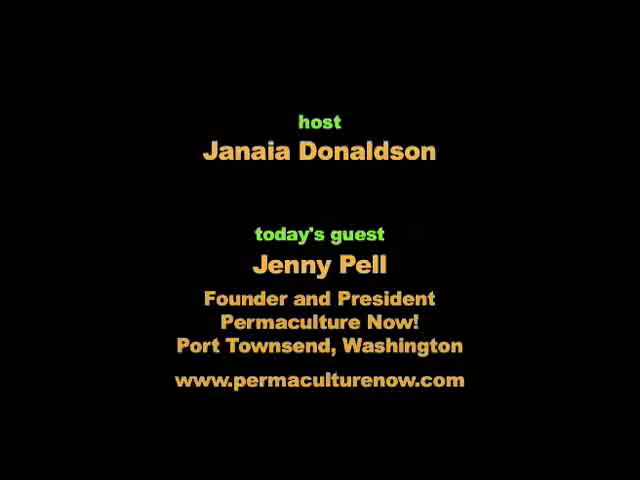 host
Janaia Donaldson
today's guest
Jenny Pell
Founder and President
Permaculture Now!
Port Townsend, Washington
www.permaculturenow.com